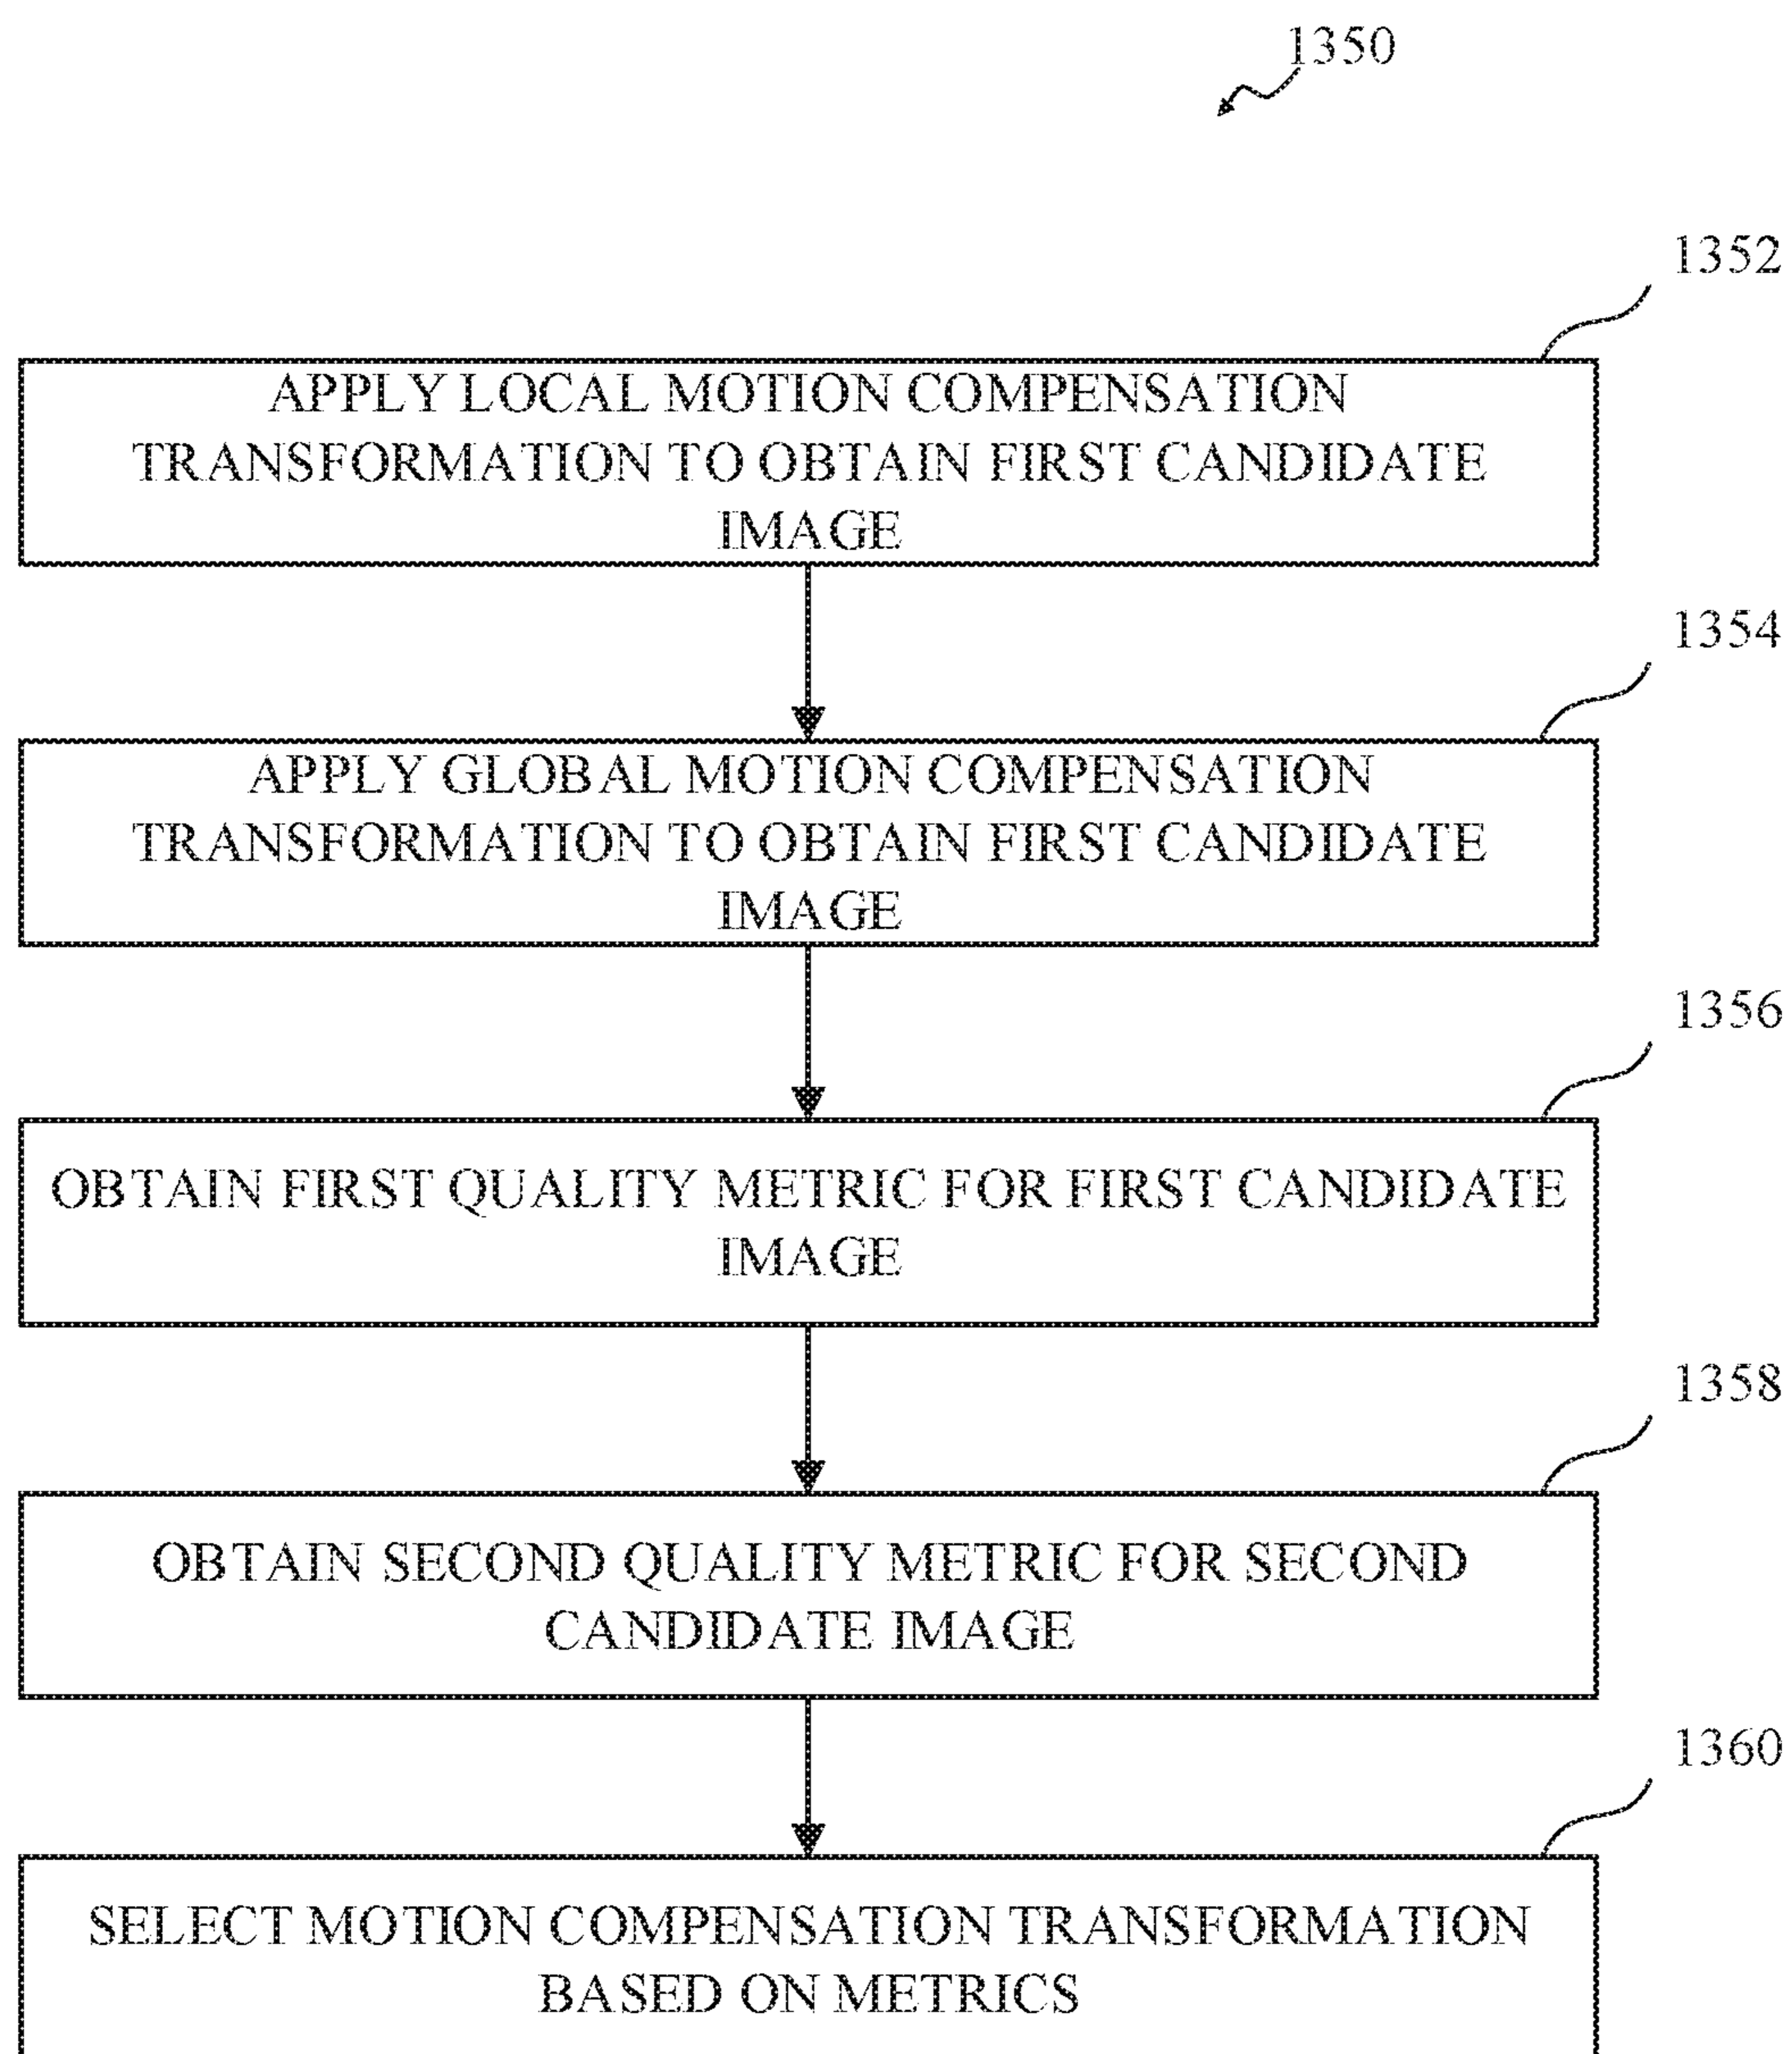 1350
1352
APPLY LOCAL MOTION COMPENSATION
TRANSFORMATION TO OBTAIN FIRST CANDIDATE
IMAGE
1354
APPLY GLOBAL MOTION COMPENSATION
TRANSFORMATION TO OBTAIN FIRST CANDIDATE
IMAGE
1356
OBTAIN FIRST QUALITY METRIC FOR FIRST CANDIDATE
IMAGE
1358
OBTAIN SECOND QUALITY METRIC FOR SECOND
CANDIDATE IMAGE
1360
SELECT MOTION COMPENSATION TRANSFORMATION
BASED ON METRICS